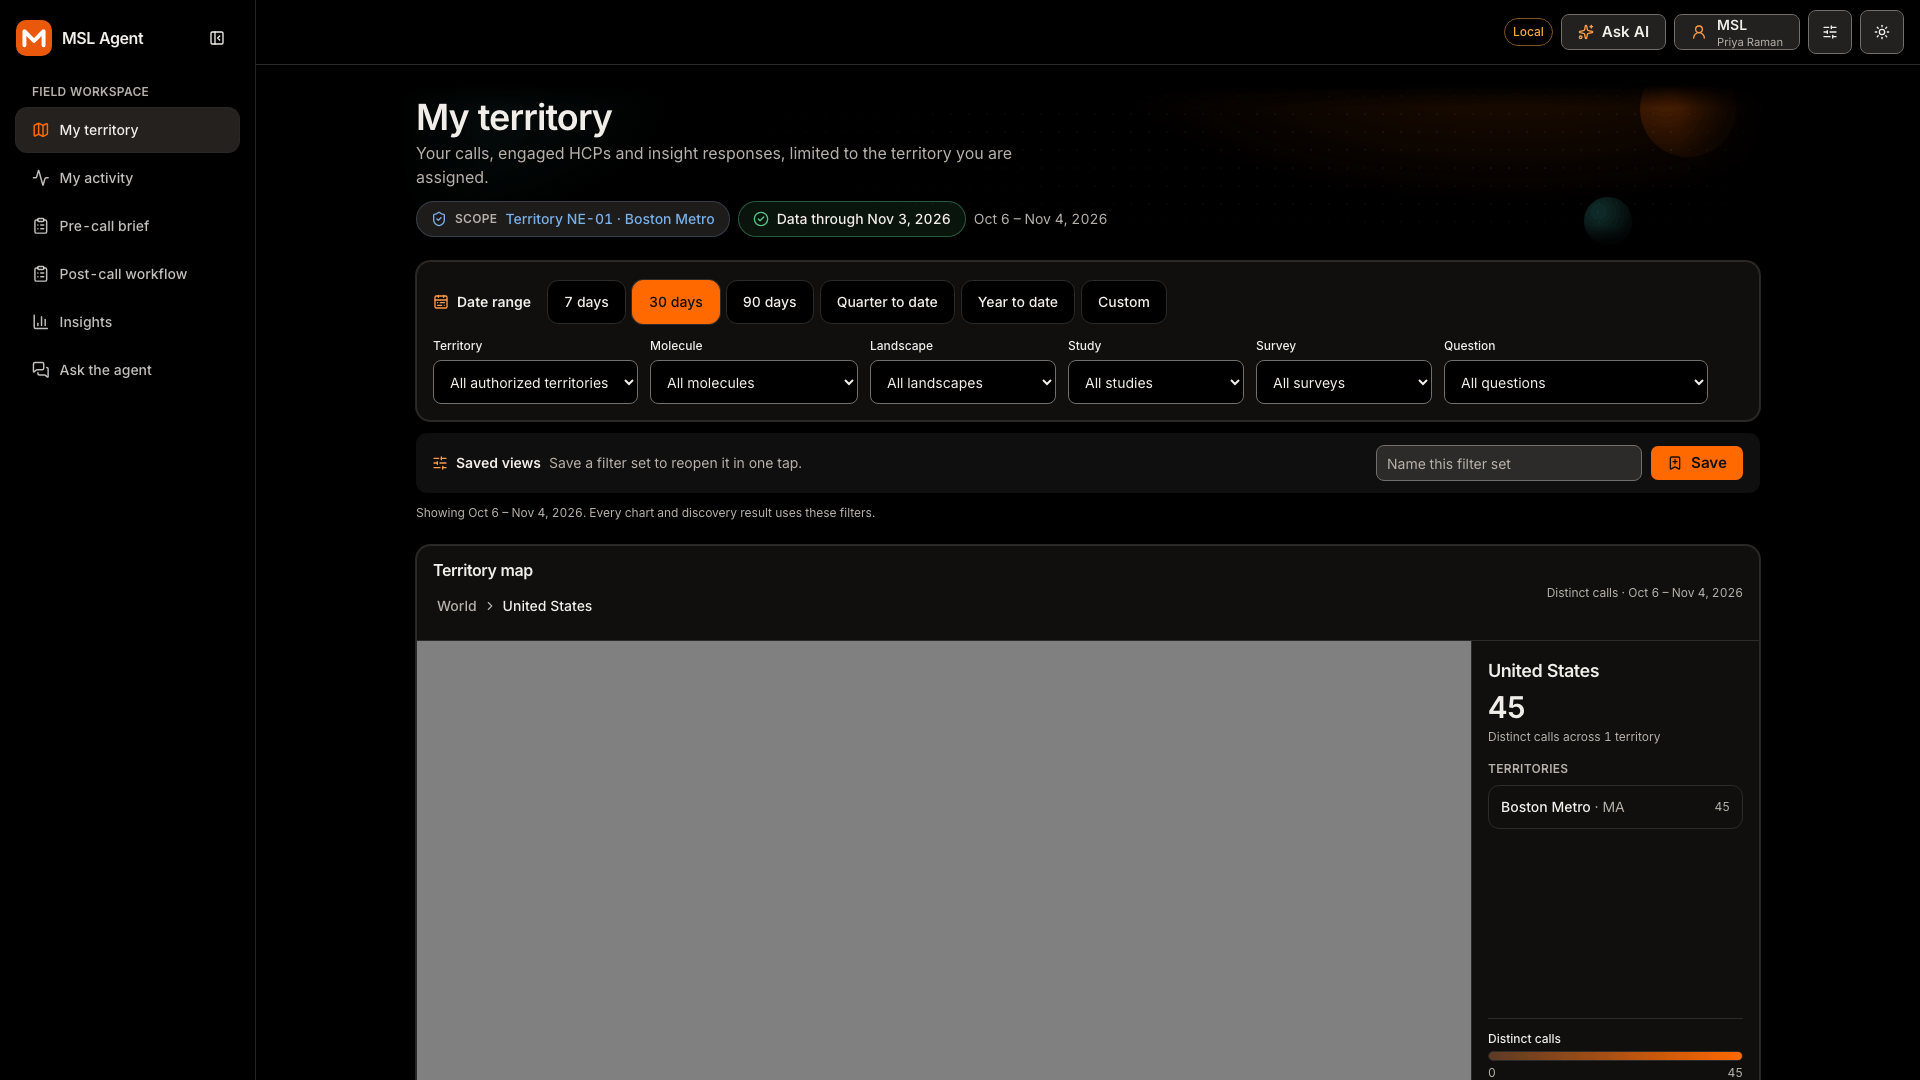 MSL Agent
FIELD WORKSPACE
My territory
My activity
Pre-call brief
Post-call workflow
Insights
Ask the agent
Local
Ask AI
MSL
Priya Raman
My territory
Your calls, engaged HCPs and insight responses, limited to the territory you are
assigned.
SCOPE Territory NE-01 · Boston Metro
Data through Nov 3, 2026
Oct 6 – Nov 4, 2026
Date range
7 days
30 days
90 days
Quarter to date
Year to date
Custom
Territory
Molecule
Landscape
Study
Survey
Question
All authorized territories
All molecules
All landscapes
All studies
All surveys
All questions
Saved views Save a filter set to reopen it in one tap.
Name this filter set
Save
Showing Oct 6 – Nov 4, 2026. Every chart and discovery result uses these filters.
Territory map
World > United States
Distinct calls · Oct 6 – Nov 4, 2026
United States
45
Distinct calls across 1 territory
TERRITORIES
Boston Metro · MA 45
Distinct calls
0 45